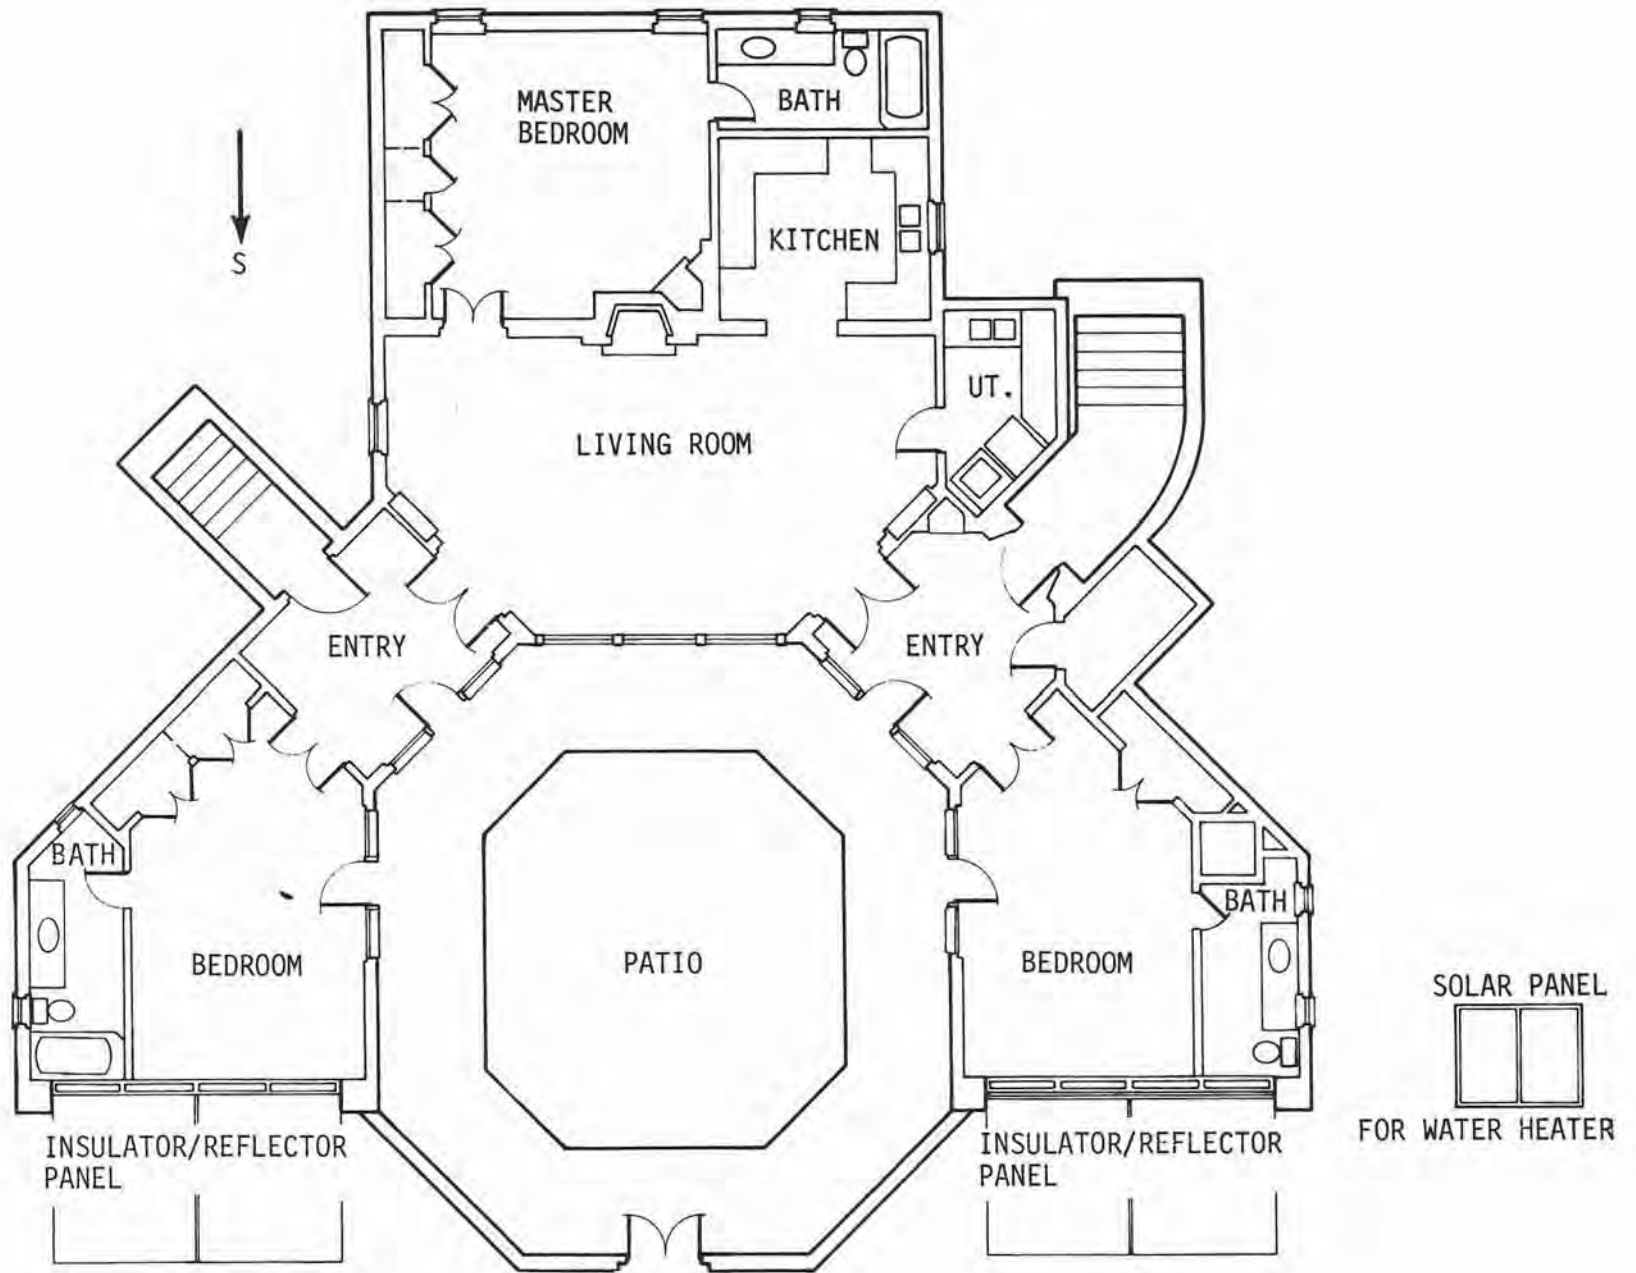 MASTER
BEDROOM
BATH
S
KITCHEN
UT.
LIVING ROOM
ENTRY
ENTRY
BATH
BATH
BEDROOM
PATIO
BEDROOM
SOLAR PANEL
FOR WATER HEATER
INSULATOR/REFLECTOR
PANEL
INSULATOR/REFLECTOR
PANEL